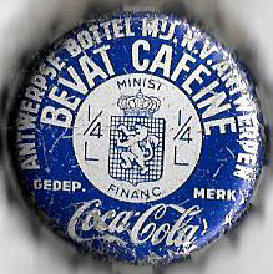 ANTWERPSE BOTTEL MIJ N.V. ANTWERPEN
BEVAT CAFEINE
MINIST
1/4 L
1/4 L
FINANC
GEDEP. MERK
Coca-Cola